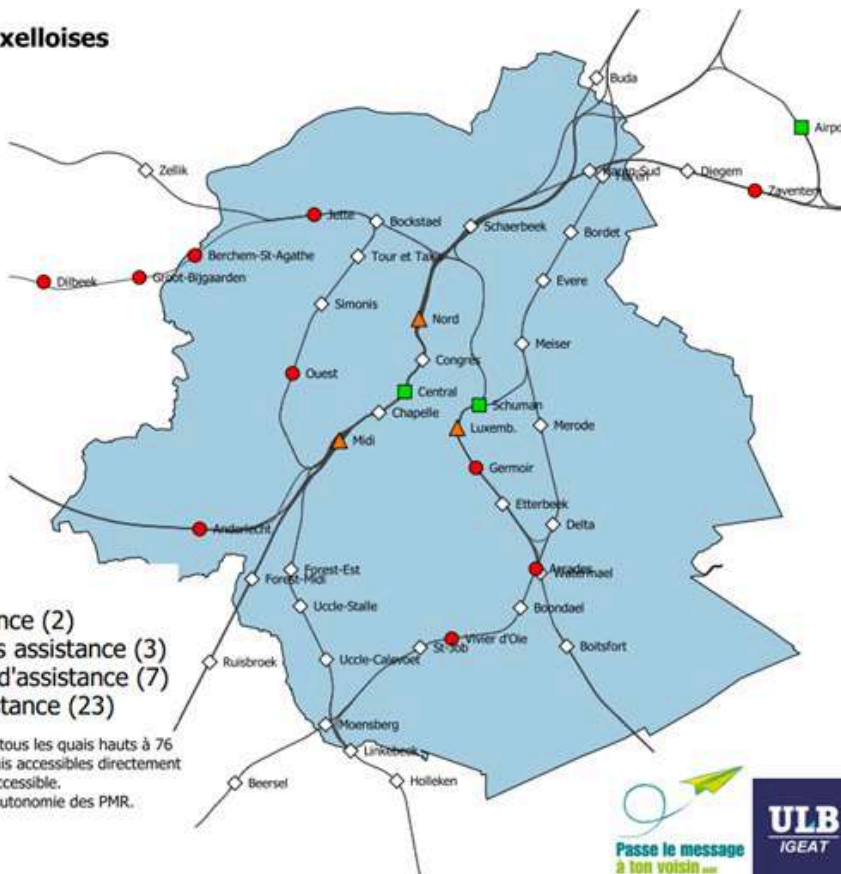 xelloises
Buda
Airpo
Zellik
Haren-Sud
Haren
Diegem
Zaventem
Jette
Bockstael
Schaerbeek
Bordet
Berchem-St-Agathe
Tour et Taxis
Dilbeek
Groot-Bijgaarden
Evere
Simonis
Nord
Meiser
Congrès
Ouest
Central
Schuman
Chapelle
Merode
Luxemb.
Midi
Germoir
Etterbeek
Delta
Anderlecht
Arcades
Watermael
Forest-Est
Forest-Midi
Uccle-Stalle
Boondael
nce (2)
Vivier d'Oie
St-Job
Boitsfort
s assistance (3)
Ruisbroek
Uccle-Calevoet
d'assistance (7)
tance (23)
Moensberg
tous les quais hauts à 76
Linkebeek
is accessibles directement
ccessible.
Beersel
Holleken
utonomie des PMR.
Passe le message
à ton voisin
ULB
IGEAT